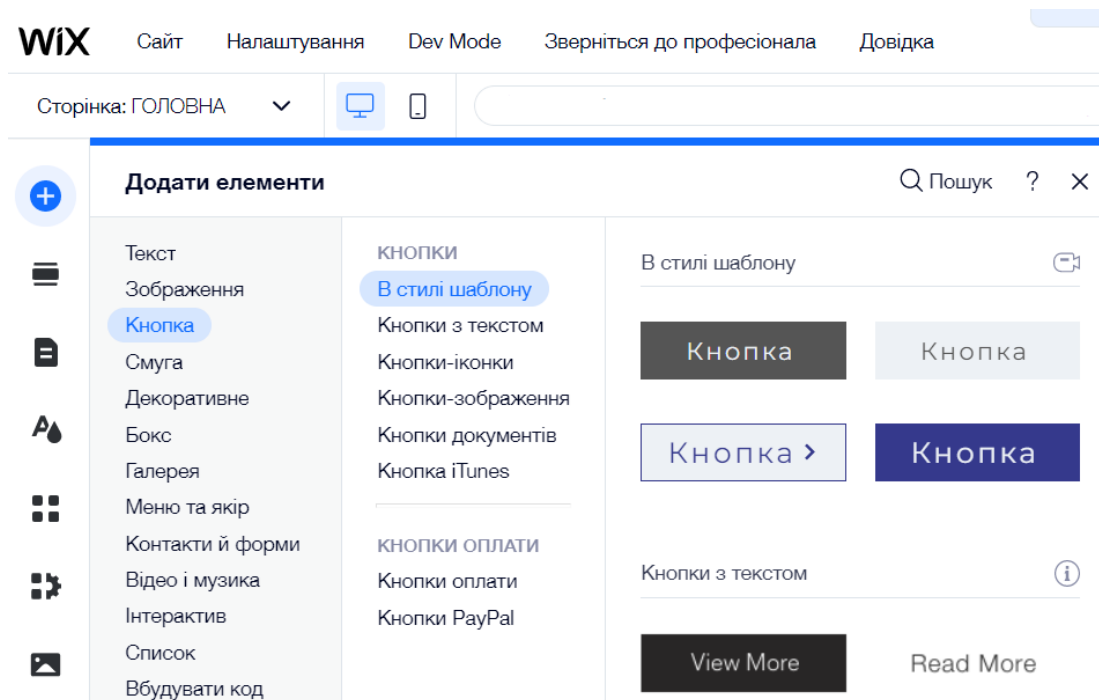 WiX Сайт Налаштування Dev Mode Зверніться до професіонала Довідка
Сторінка: ГОЛОВНА
Додати елементи
Пошук ?
Текст
Зображення
Кнопка
Смуга
Декоративне
Бокс
Галерея
Меню та якір
Контакти й форми
Відео і музика
Інтерактив
Список
Вбудувати код
КНОПКИ
В стилі шаблону
Кнопки з текстом
Кнопки-іконки
Кнопки-зображення
Кнопки документів
Кнопка iTunes
КНОПКИ ОПЛАТИ
Кнопки оплати
Кнопки PayPal
В стилі шаблону
Кнопка Кнопка
Кнопка > Кнопка
Кнопки з текстом
View More Read More